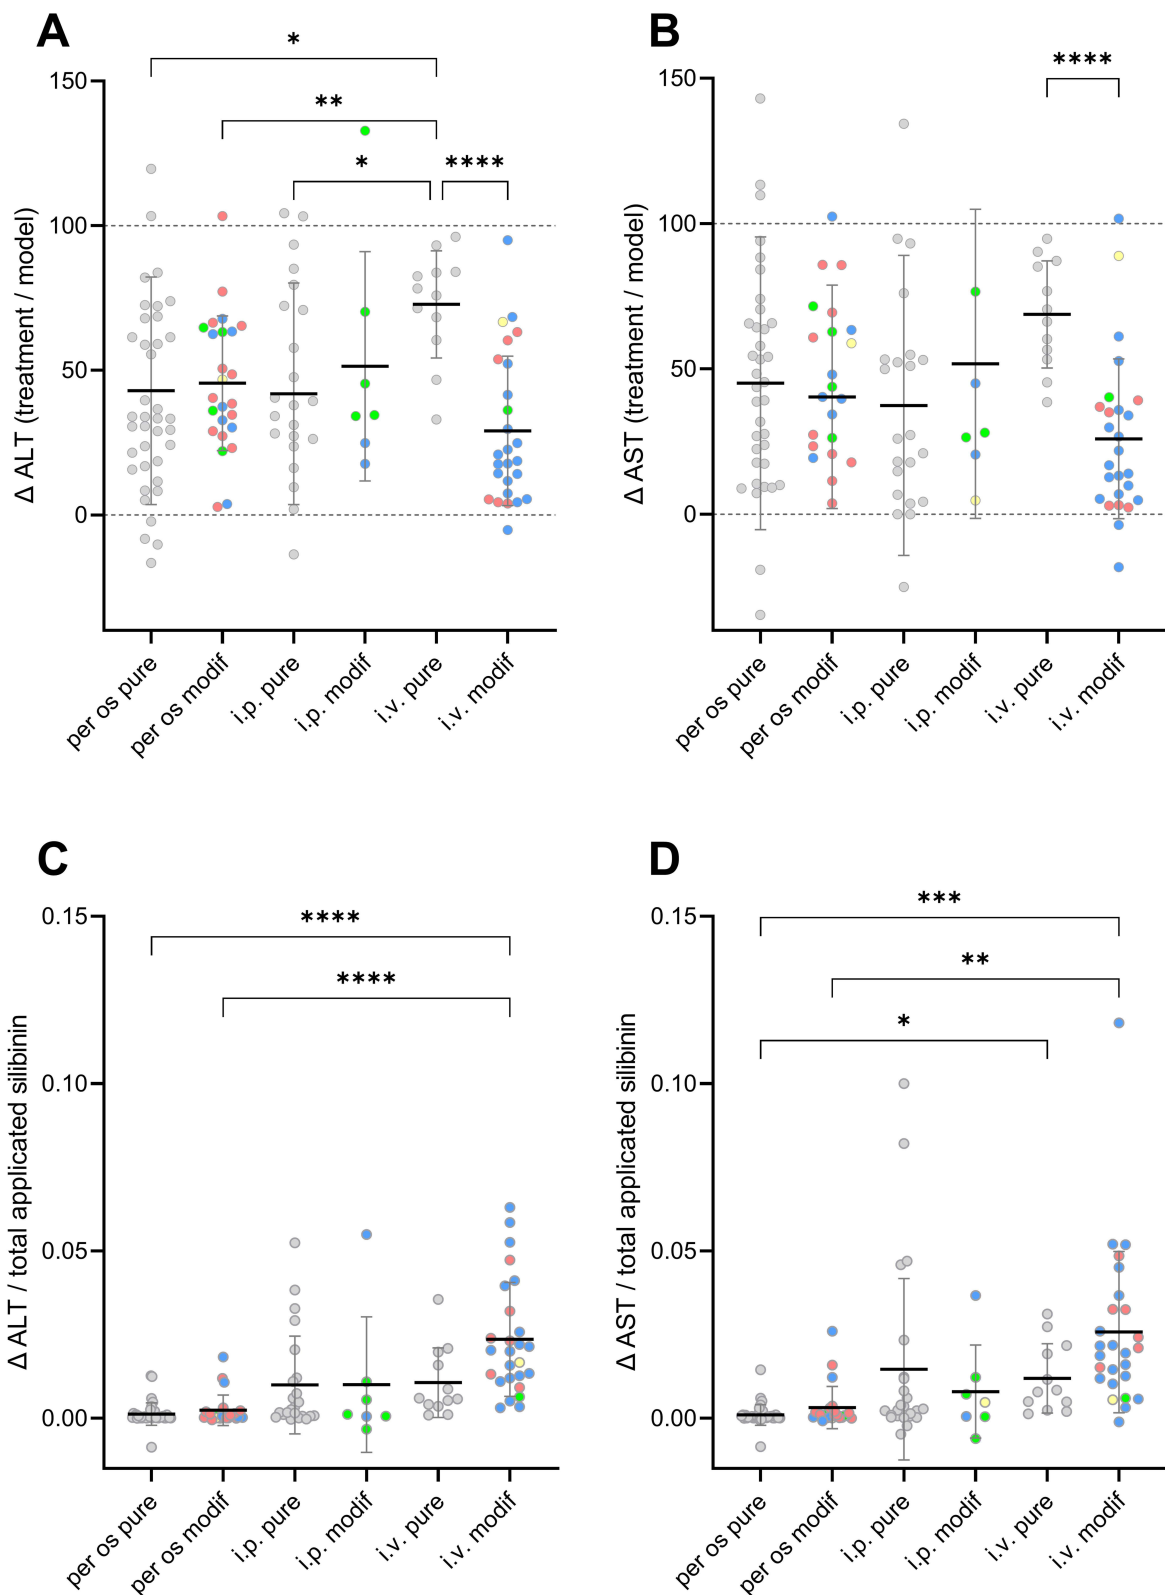 A
*
**
*
****
150
100
50
0
Δ ALT (treatment / model)
per os pure
per os modif
i.p. pure
i.p. modif
i.v. pure
i.v. modif
B
****
150
100
50
0
Δ AST (treatment / model)
per os pure
per os modif
i.p. pure
i.p. modif
i.v. pure
i.v. modif
C
****
****
0.15
0.10
0.05
0.00
Δ ALT / total applicated silibinin
per os pure
per os modif
i.p. pure
i.p. modif
i.v. pure
i.v. modif
D
***
**
*
0.15
0.10
0.05
0.00
Δ AST / total applicated silibinin
per os pure
per os modif
i.p. pure
i.p. modif
i.v. pure
i.v. modif